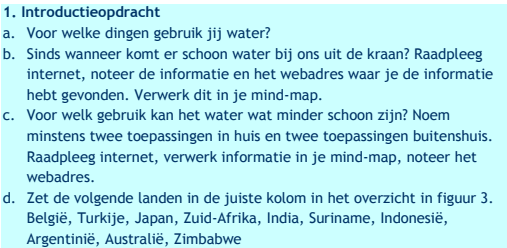 1. Introductieopdracht
a. Voor welke dingen gebruik jij water?
b. Sinds wanneer komt er schoon water bij ons uit de kraan? Raadpleeg
internet, noteer de informatie en het webadres waar je de informatie
hebt gevonden. Verwerk dit in je mind-map.
c. Voor welk gebruik kan het water wat minder schoon zijn? Noem
minstens twee toepassingen in huis en twee toepassingen buitenshuis.
Raadpleeg internet, verwerk informatie in je mind-map, noteer het
webadres.
d. Zet de volgende landen in de juiste kolom in het overzicht in figuur 3.
België, Turkije, Japan, Zuid-Afrika, India, Suriname, Indonesië,
Argentinië, Australië, Zimbabwe